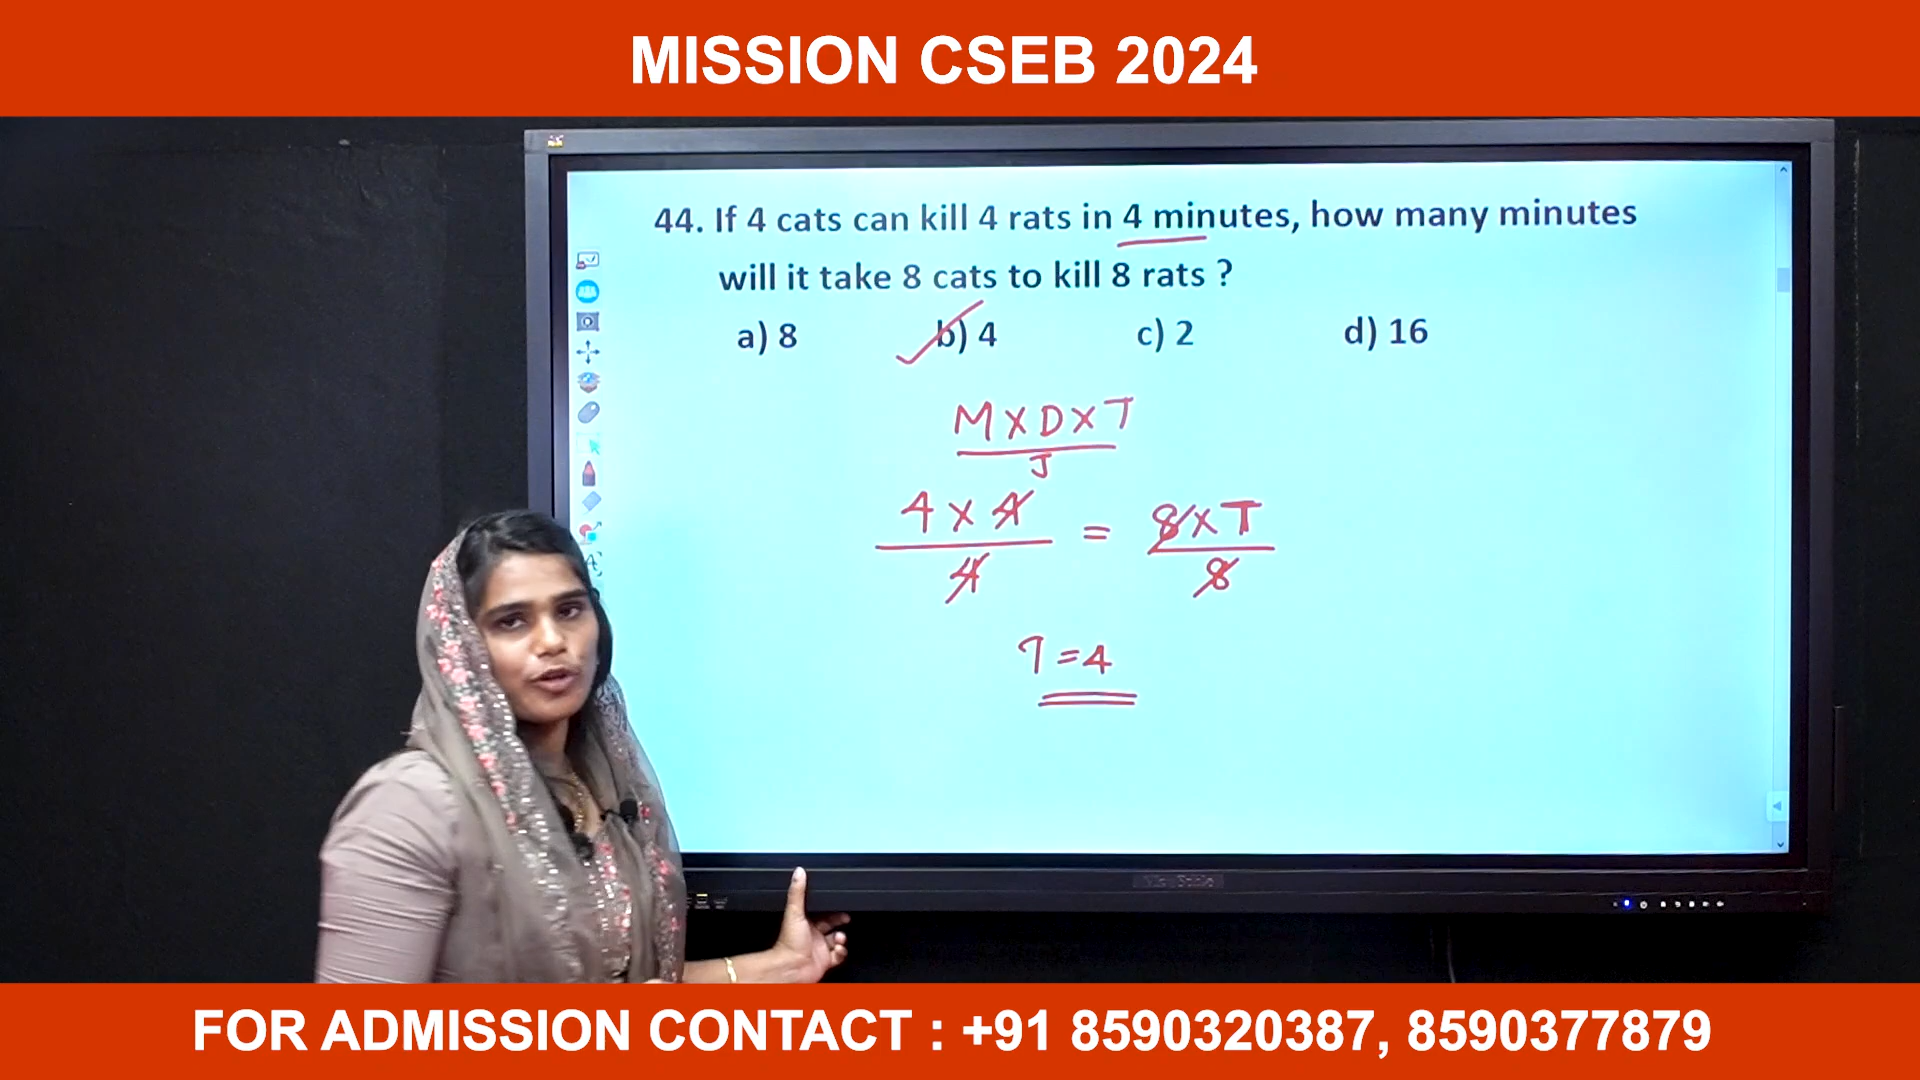 MISSION CSEB 2024
44. If 4 cats can kill 4 rats in 4 minutes, how many minutes
will it take 8 cats to kill 8 rats ?
a) 8 b) 4 c) 2 d) 16
M X D X T
J
4 X 4 = 8 X T
4 8
T = 4
FOR ADMISSION CONTACT : +91 8590320387, 8590377879